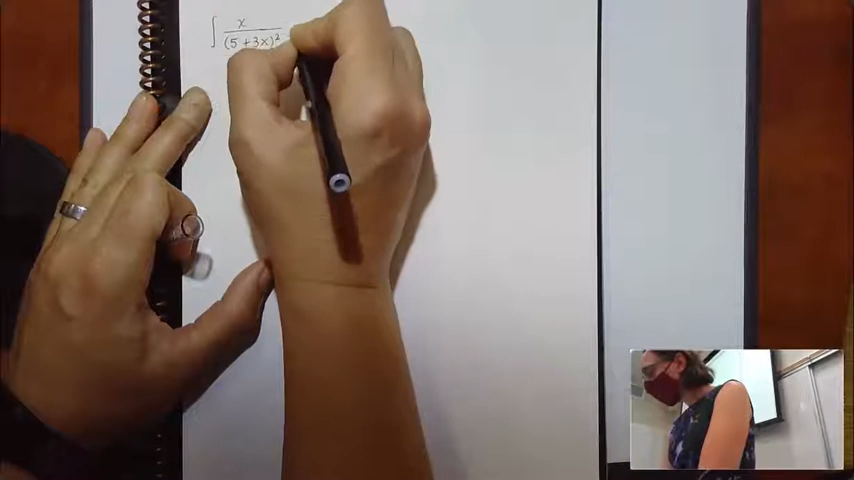 ∫ x
(5+3x)²